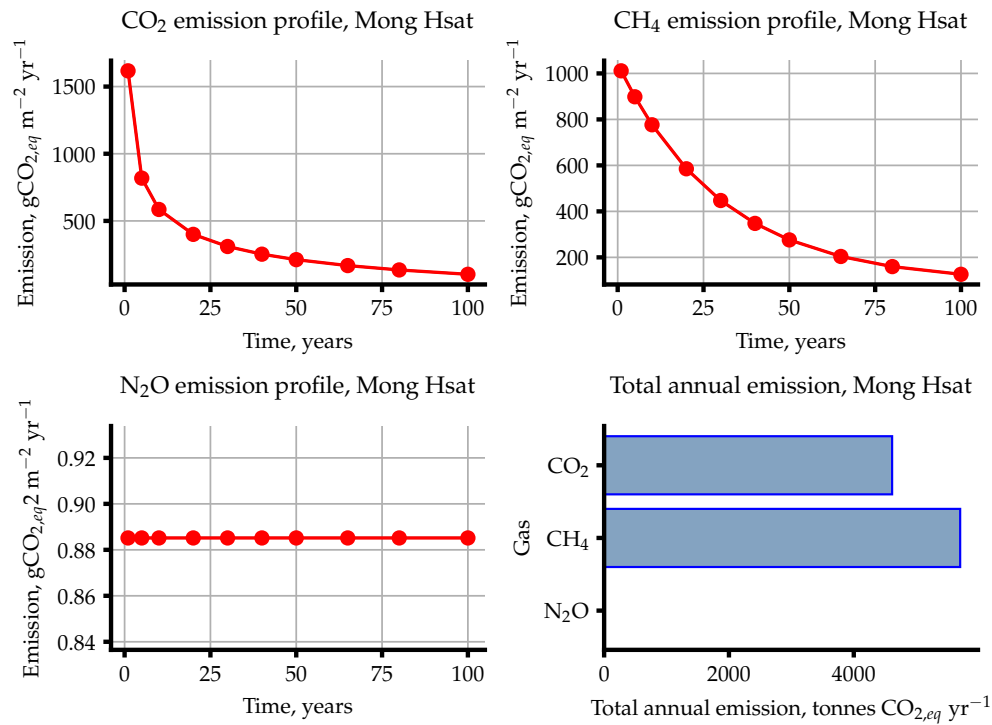 CO₂ emission profile, Mong Hsat
Emission, gCO₂,eq m⁻² yr⁻¹
1500
1000
500
0 25 50 75 100
Time, years
CH₄ emission profile, Mong Hsat
Emission, gCO₂,eq m⁻² yr⁻¹
1000
800
600
400
200
0 25 50 75 100
Time, years
N₂O emission profile, Mong Hsat
Emission, gCO₂,eq2 m⁻² yr⁻¹
0.92
0.90
0.88
0.86
0.84
0 25 50 75 100
Time, years
Total annual emission, Mong Hsat
Gas
CO₂
CH₄
N₂O
0 2000 4000
Total annual emission, tonnes CO₂,eq yr⁻¹